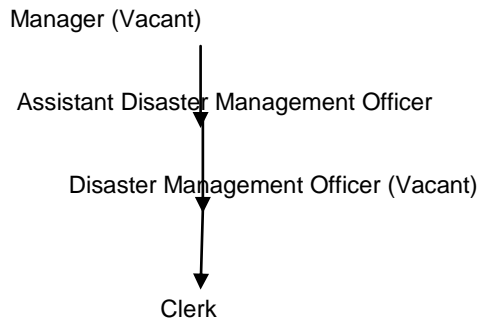 Manager (Vacant)
Assistant Disaster Management Officer
Disaster Management Officer (Vacant)
Clerk